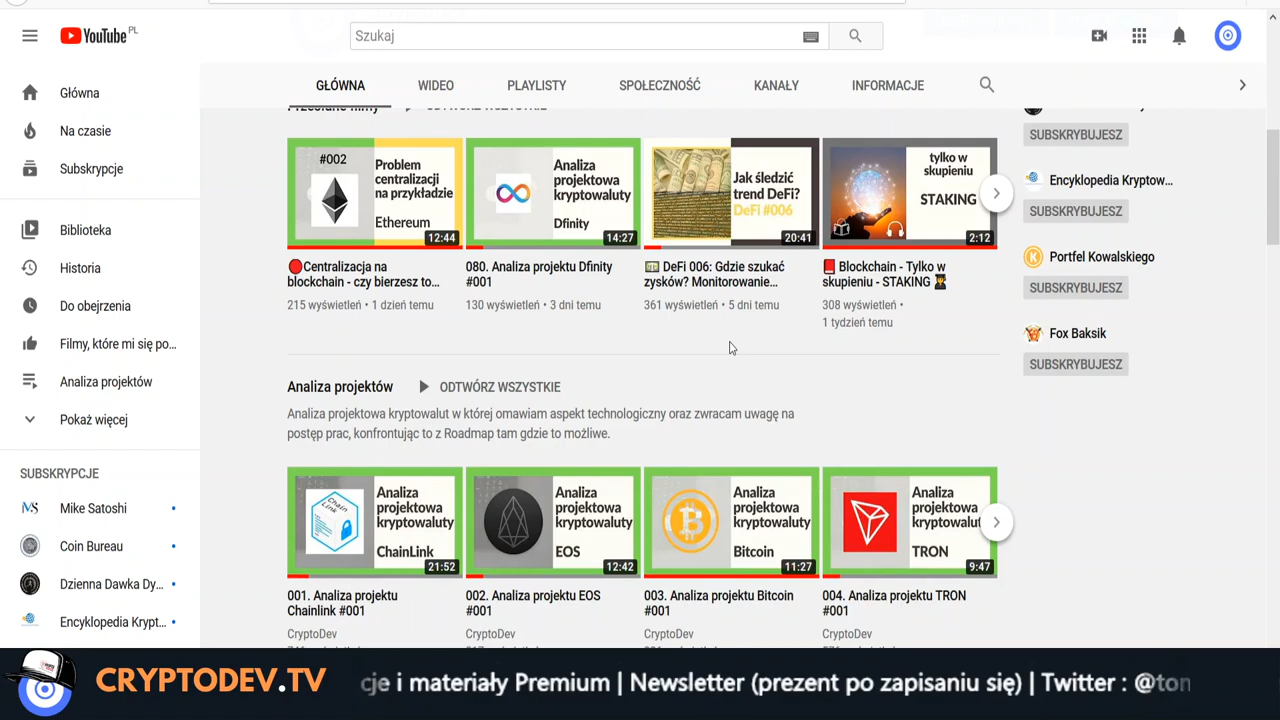 YouTube PL
Szukaj
GŁÓWNA WIDEO PLAYLISTY SPOŁECZNOŚĆ KANAŁY INFORMACJE
Główna
Na czasie
Subskrypcje
Biblioteka
Historia
Do obejrzenia
Filmy, które mi się po...
Analiza projektów
Pokaż więcej
SUBSKRYPCJE
Mike Satoshi
Coin Bureau
Dzienna Dawka Dy...
Encyklopedia Krypt...
Przesłane filmy ODTWÓRZ WSZYSTKIE
#002
Problem
centralizacji
na przykładzie
Ethereum
12:44
Analiza
projektowa
kryptowaluty
Dfinity
14:27
Jak śledzić
trend DeFi?
DeFi #006
20:41
tylko w
skupieniu
STAKING
2:12
Centralizacja na
blockchain - czy bierzesz to...
215 wyświetleń • 1 dzień temu
080. Analiza projektu Dfinity
#001
130 wyświetleń • 3 dni temu
DeFi 006: Gdzie szukać
zysków? Monitorowanie...
361 wyświetleń • 5 dni temu
Blockchain - Tylko w
skupieniu - STAKING
308 wyświetleń •
1 tydzień temu
Analiza projektów ODTWÓRZ WSZYSTKIE
Analiza projektowa kryptowalut w której omawiam aspekt technologiczny oraz zwracam uwagę na
postęp prac, konfrontując to z Roadmap tam gdzie to możliwe.
Chain
Link
Analiza
projektowa
kryptowaluty
ChainLink
21:52
Analiza
projektowa
kryptowaluty
EOS
12:42
Analiza
projektowa
kryptowaluty
Bitcoin
11:27
Analiza
projektowa
kryptowaluty
TRON
9:47
001. Analiza projektu
Chainlink #001
CryptoDev
002. Analiza projektu EOS
#001
CryptoDev
003. Analiza projektu Bitcoin
#001
CryptoDev
004. Analiza projektu TRON
#001
CryptoDev
SUBSKRYBUJESZ
Encyklopedia Kryptow...
SUBSKRYBUJESZ
Portfel Kowalskiego
SUBSKRYBUJESZ
Fox Baksik
SUBSKRYBUJESZ
CRYPTODEV.TV
cje i materiały Premium | Newsletter (prezent po zapisaniu się) | Twitter : @ton